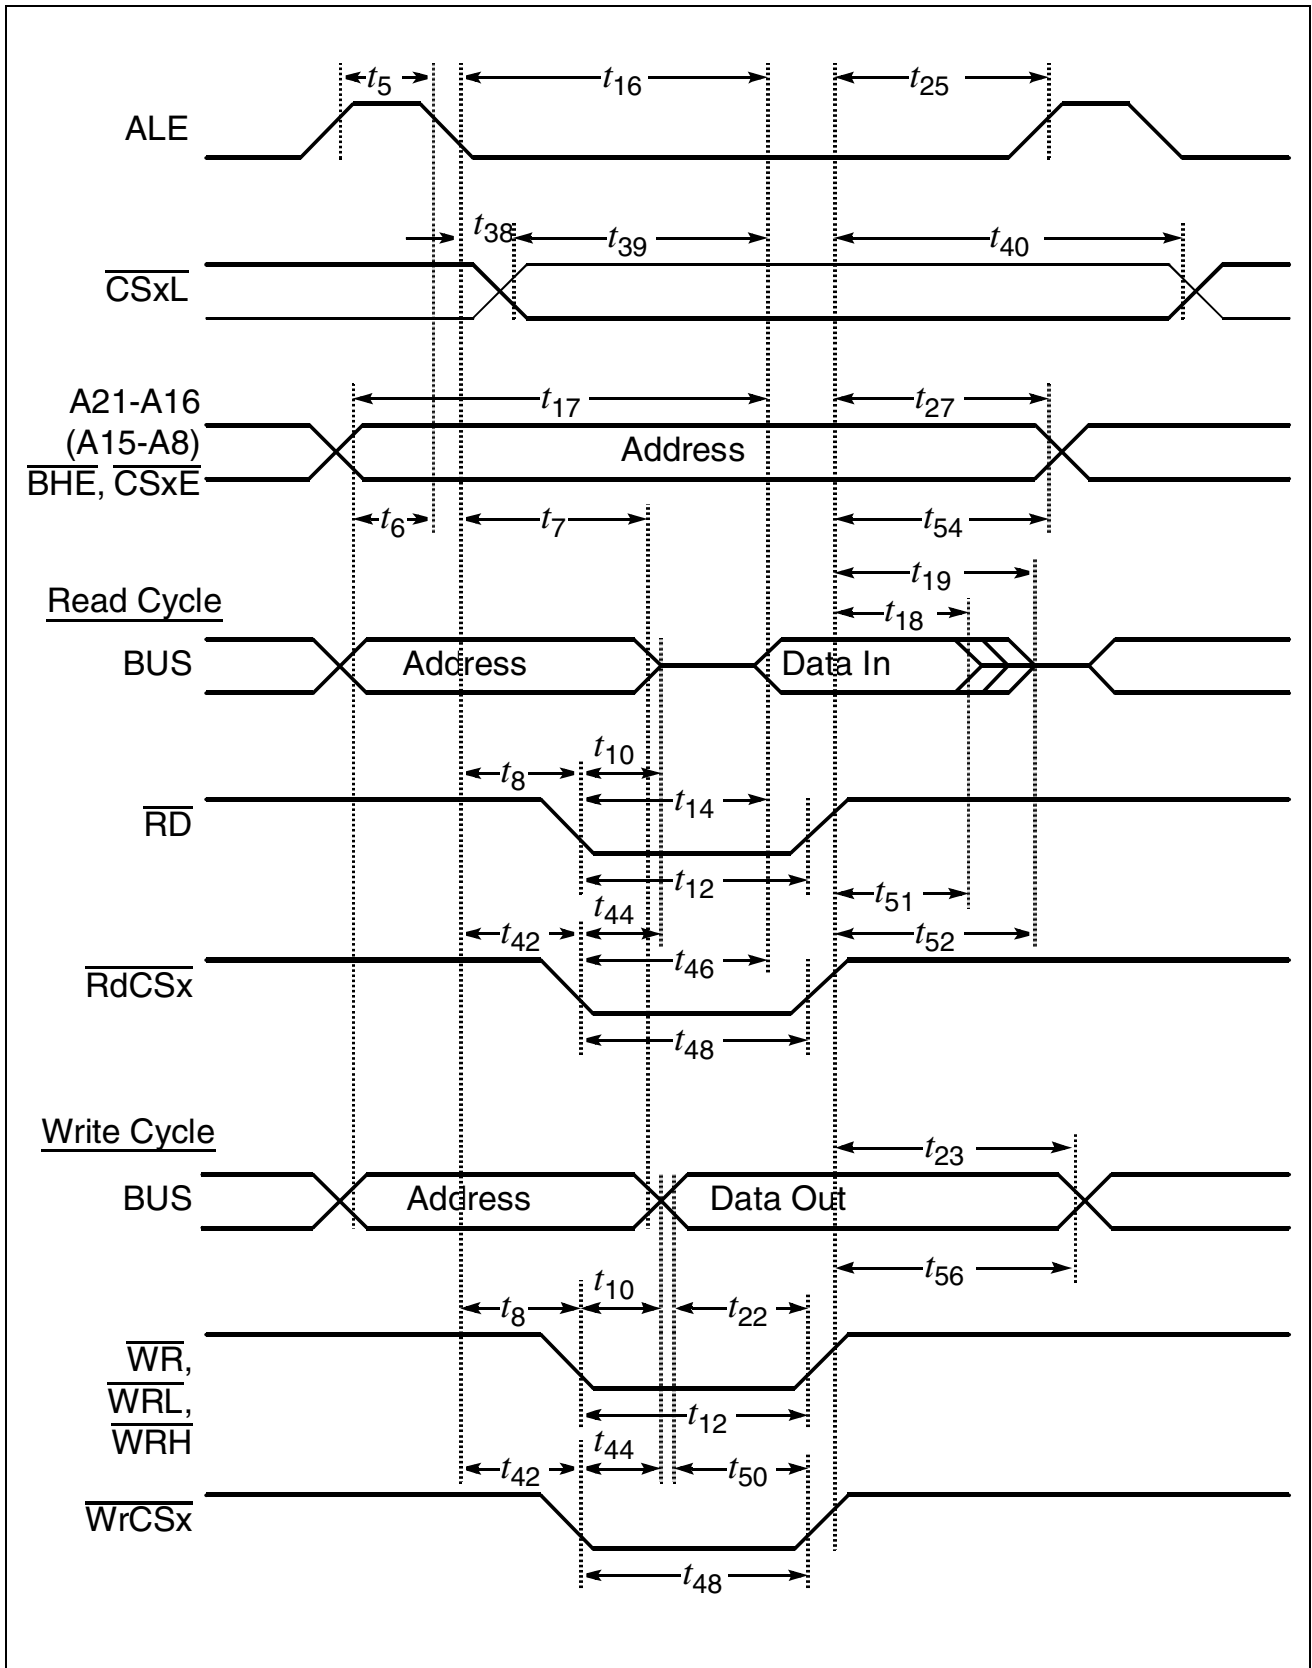 t5 t16 t25
ALE
t38 t39 t40
CSxL
A21-A16
(A15-A8)
BHE, CSxE
t17 t27
Address
t6 t7 t54
t19
Read Cycle
t18
BUS Address Data In
t10
t8 t14
RD
t12 t51
t44
t42 t52
t46
RdCSx
t48
Write Cycle
t23
BUS Address Data Out
t56
t10
t8 t22
WR,
WRL,
WRH
t12
t44
t42 t50
WrCSx
t48